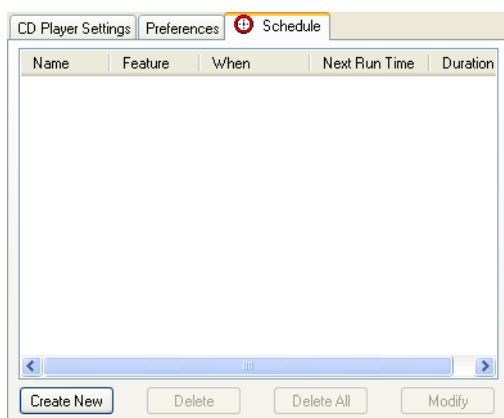 CD Player Settings Preferences Schedule
Name Feature When Next Run Time Duration
Create New Delete Delete All Modify